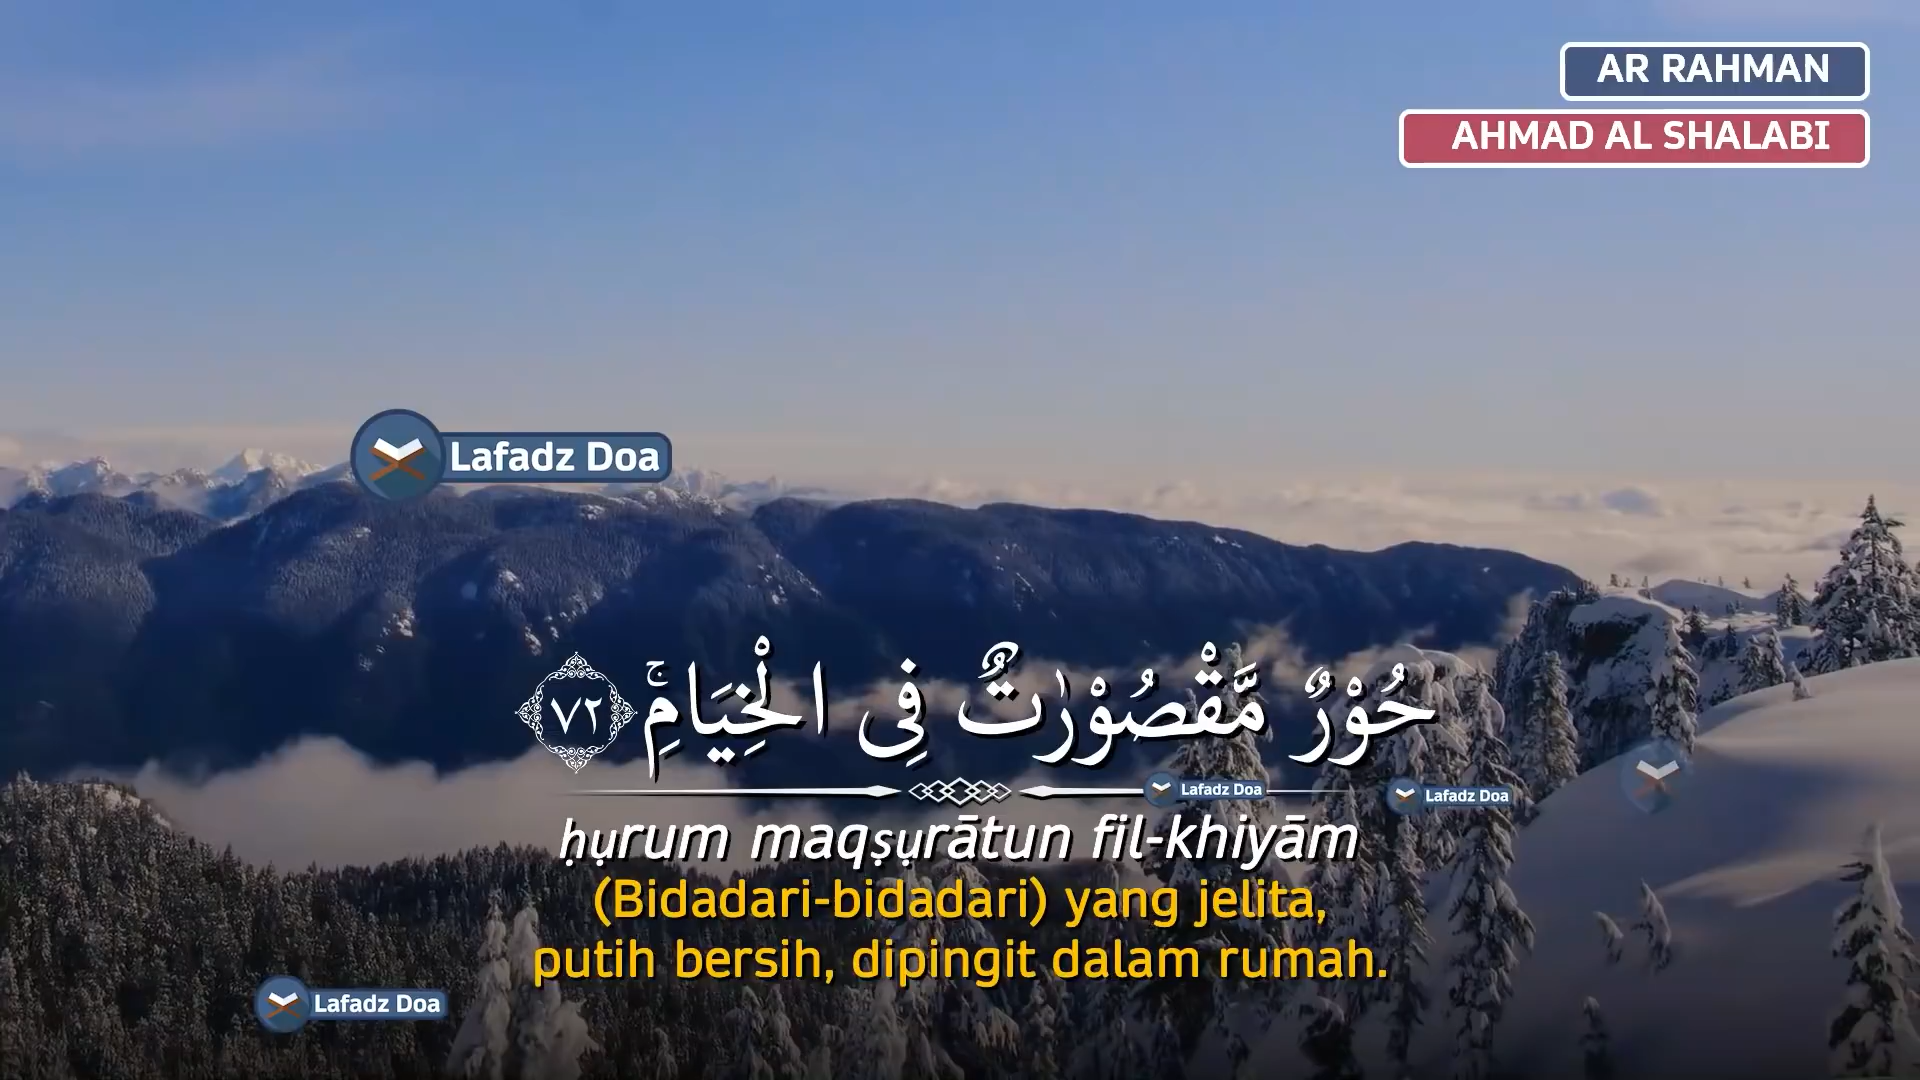 AR RAHMAN
AHMAD AL SHALABI
Lafadz Doa
حُوْرٌ مَّقْصُوْرٰتٌ فِى الْخِيَامِۚ ٧٢
Lafadz Doa
Lafadz Doa
ḥụrum maqṣụrātun fil-khiyām
(Bidadari-bidadari) yang jelita,
putih bersih, dipingit dalam rumah.
Lafadz Doa